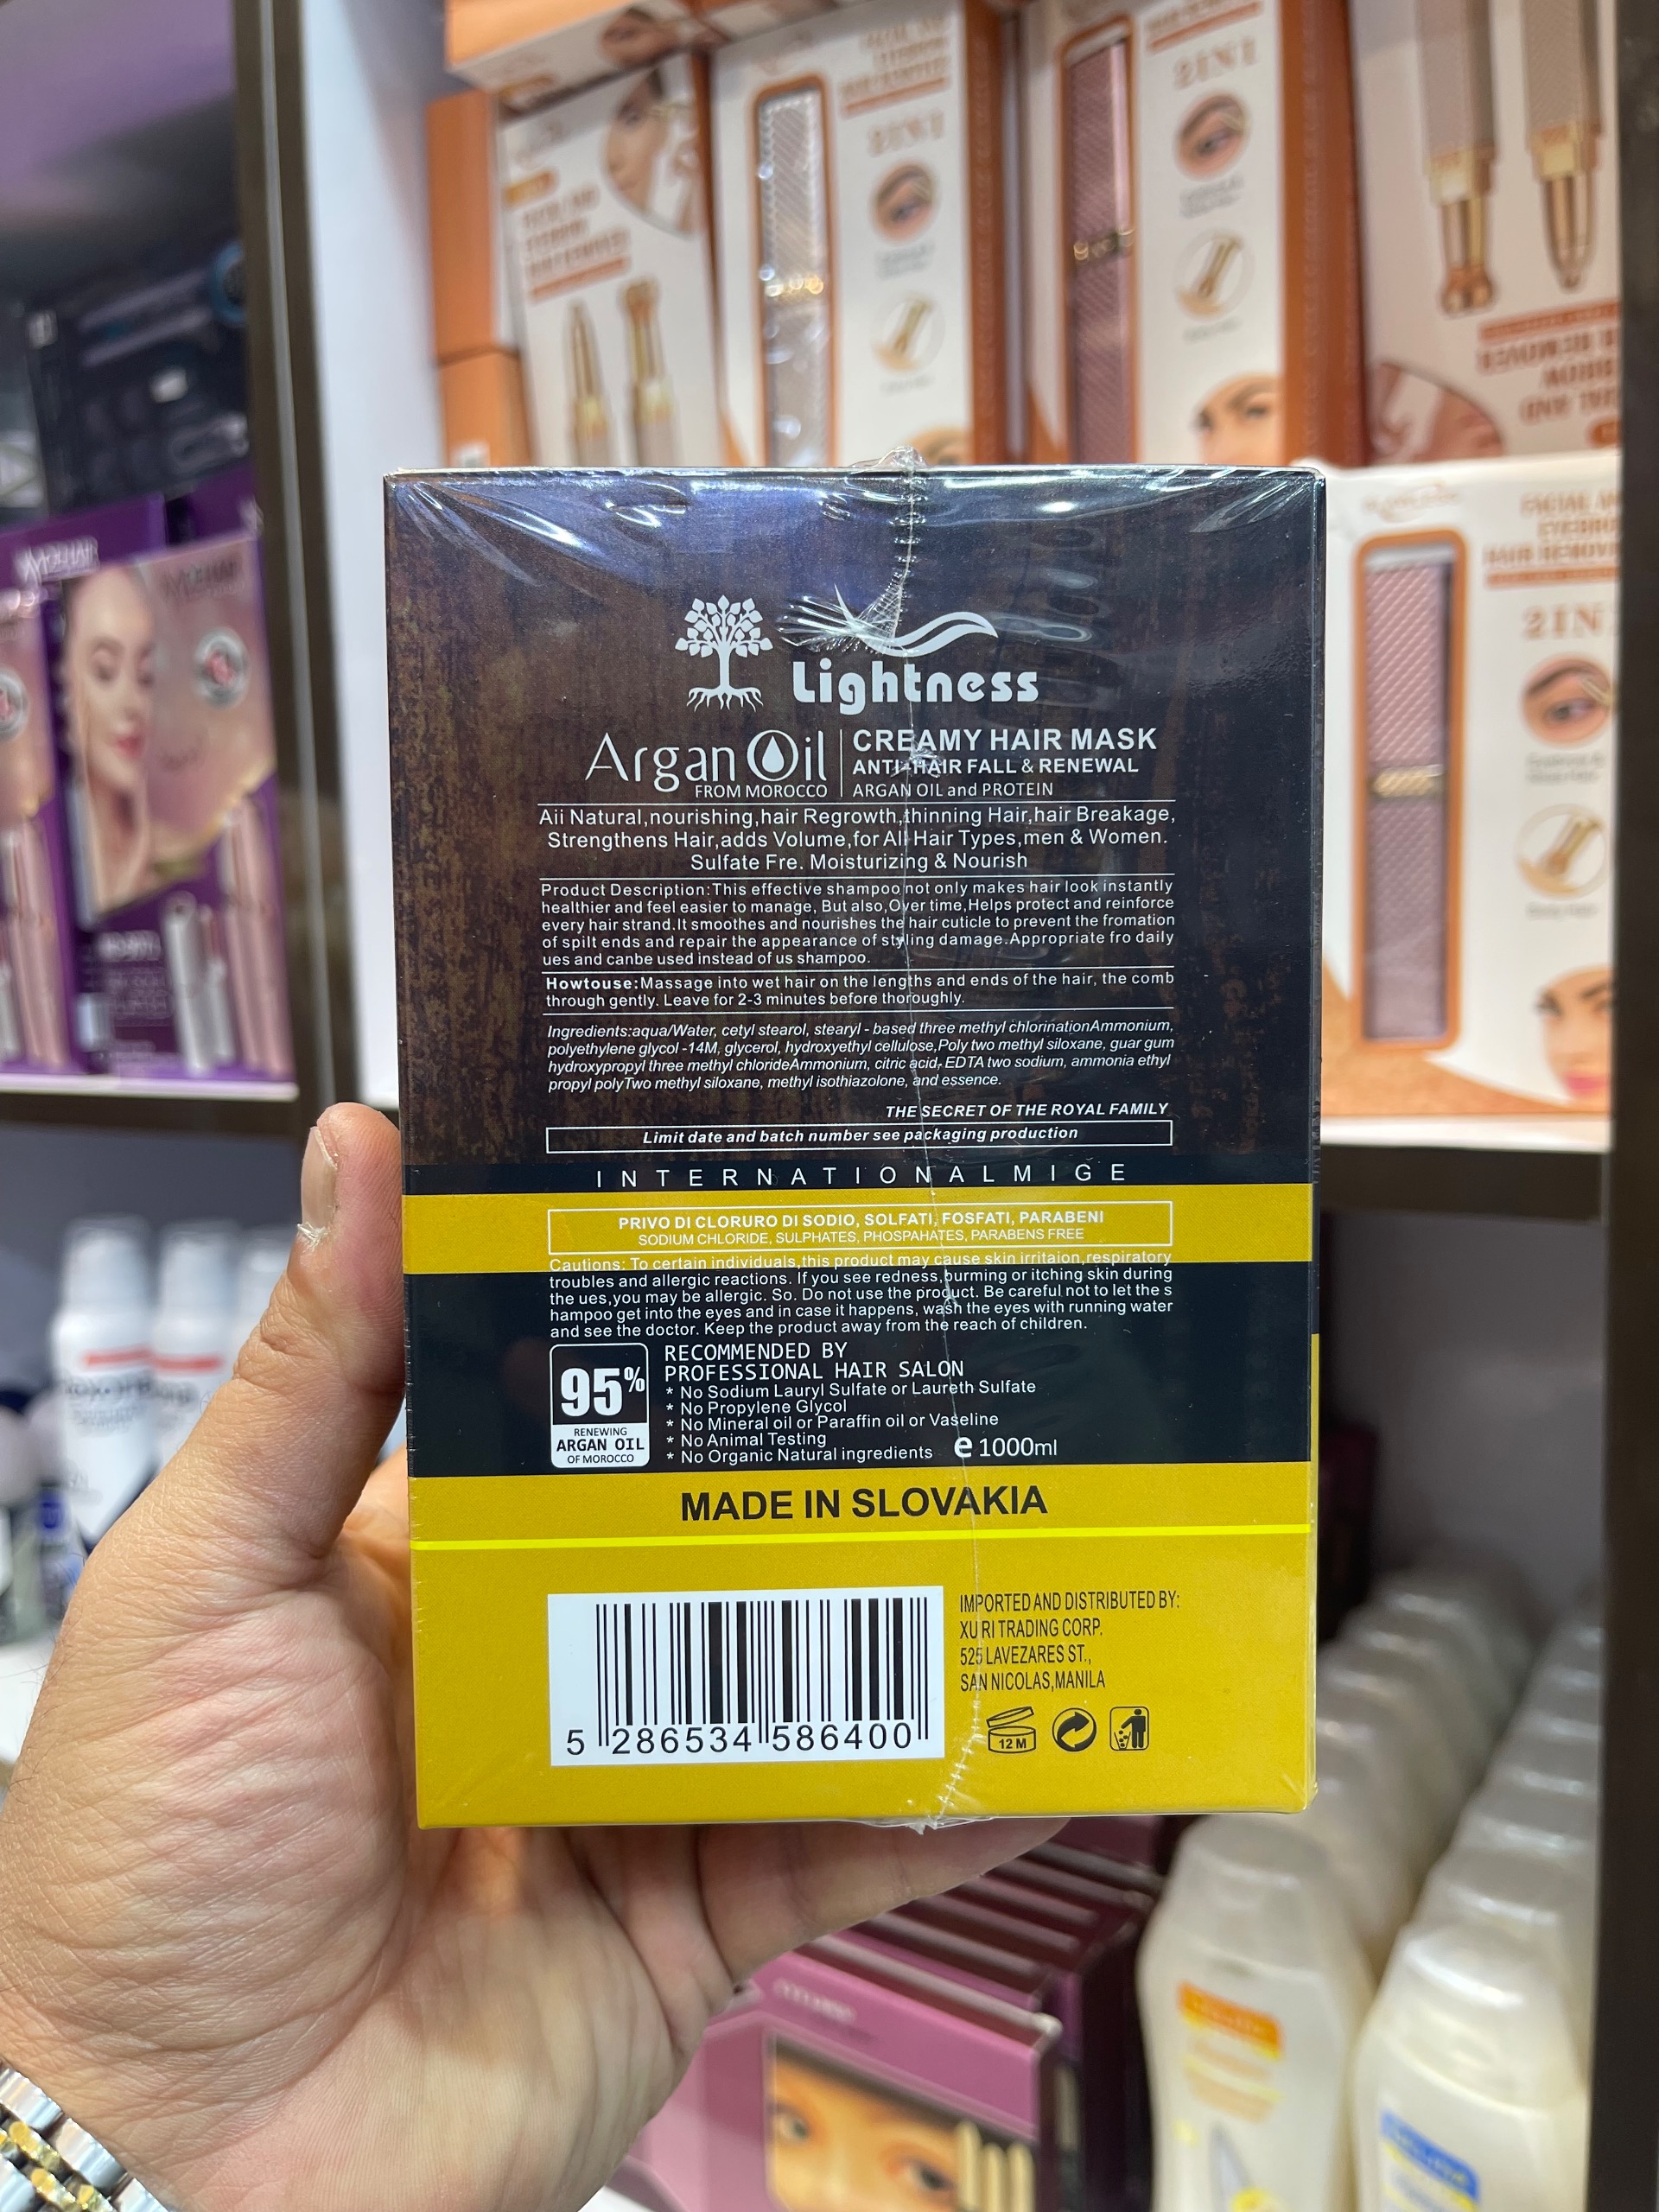 2IN1
2IN1
Lightness
Argan Oil
FROM MOROCCO
CREAMY HAIR MASK
ANTI-HAIR FALL & RENEWAL
ARGAN OIL and PROTEIN
Aii Natural,nourishing,hair Regrowth,thinning Hair,hair Breakage,
Strengthens Hair,adds Volume,for All Hair Types,men & Women.
Sulfate Fre. Moisturizing & Nourish
Product Description:This effective shampoo not only makes hair look instantly
healthier and feel easier to manage, But also,Over time,Helps protect and reinforce
every hair strand.It smoothes and nourishes the hair cuticle to prevent the fromation
of spilt ends and repair the appearance of styling damage.Appropriate fro daily
ues and canbe used instead of us shampoo.
Howtouse:Massage into wet hair on the lengths and ends of the hair, the comb
through gently. Leave for 2-3 minutes before thoroughly.
Ingredients:aqua/Water, cetyl stearol, stearyl - based three methyl chlorinationAmmonium,
polyethylene glycol -14M, glycerol, hydroxyethyl cellulose,Poly two methyl siloxane, guar gum
hydroxypropyl three methyl chlorideAmmonium, citric acid, EDTA two sodium, ammonia ethyl
propyl polyTwo methyl siloxane, methyl isothiazolone, and essence.
THE SECRET OF THE ROYAL FAMILY
Limit date and batch number see packaging production
INTERNATIONALMIGE
PRIVO DI CLORURO DI SODIO, SOLFATI, FOSFATI, PARABENI
SODIUM CHLORIDE, SULPHATES, PHOSPAHATES, PARABENS FREE
Cautions: To certain individuals,this product may cause skin irritaion,respiratory
troubles and allergic reactions. If you see redness,burming or itching skin during
the ues,you may be allergic. So. Do not use the product. Be careful not to let the s
hampoo get into the eyes and in case it happens, wash the eyes with running water
and see the doctor. Keep the product away from the reach of children.
95%
RENEWING
ARGAN OIL
OF MOROCCO
RECOMMENDED BY
PROFESSIONAL HAIR SALON
* No Sodium Lauryl Sulfate or Laureth Sulfate
* No Propylene Glycol
* No Mineral oil or Paraffin oil or Vaseline
* No Animal Testing
* No Organic Natural ingredients
e 1000ml
MADE IN SLOVAKIA
5 286534 586400
IMPORTED AND DISTRIBUTED BY:
XU RI TRADING CORP.
525 LAVEZARES ST.,
SAN NICOLAS,MANILA
12 M